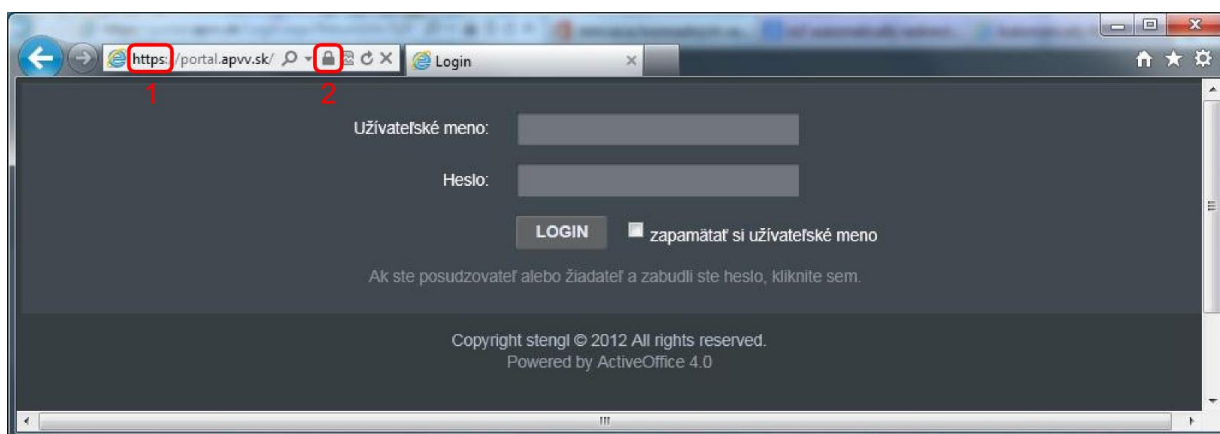 https://portal.apvv.sk/
Login
1
2
Užívateľské meno:
Heslo:
LOGIN
zapamätať si užívateľské meno
Ak ste posudzovateľ alebo žiadateľ a zabudli ste heslo, kliknite sem.
Copyright stengl © 2012 All rights reserved.
Powered by ActiveOffice 4.0